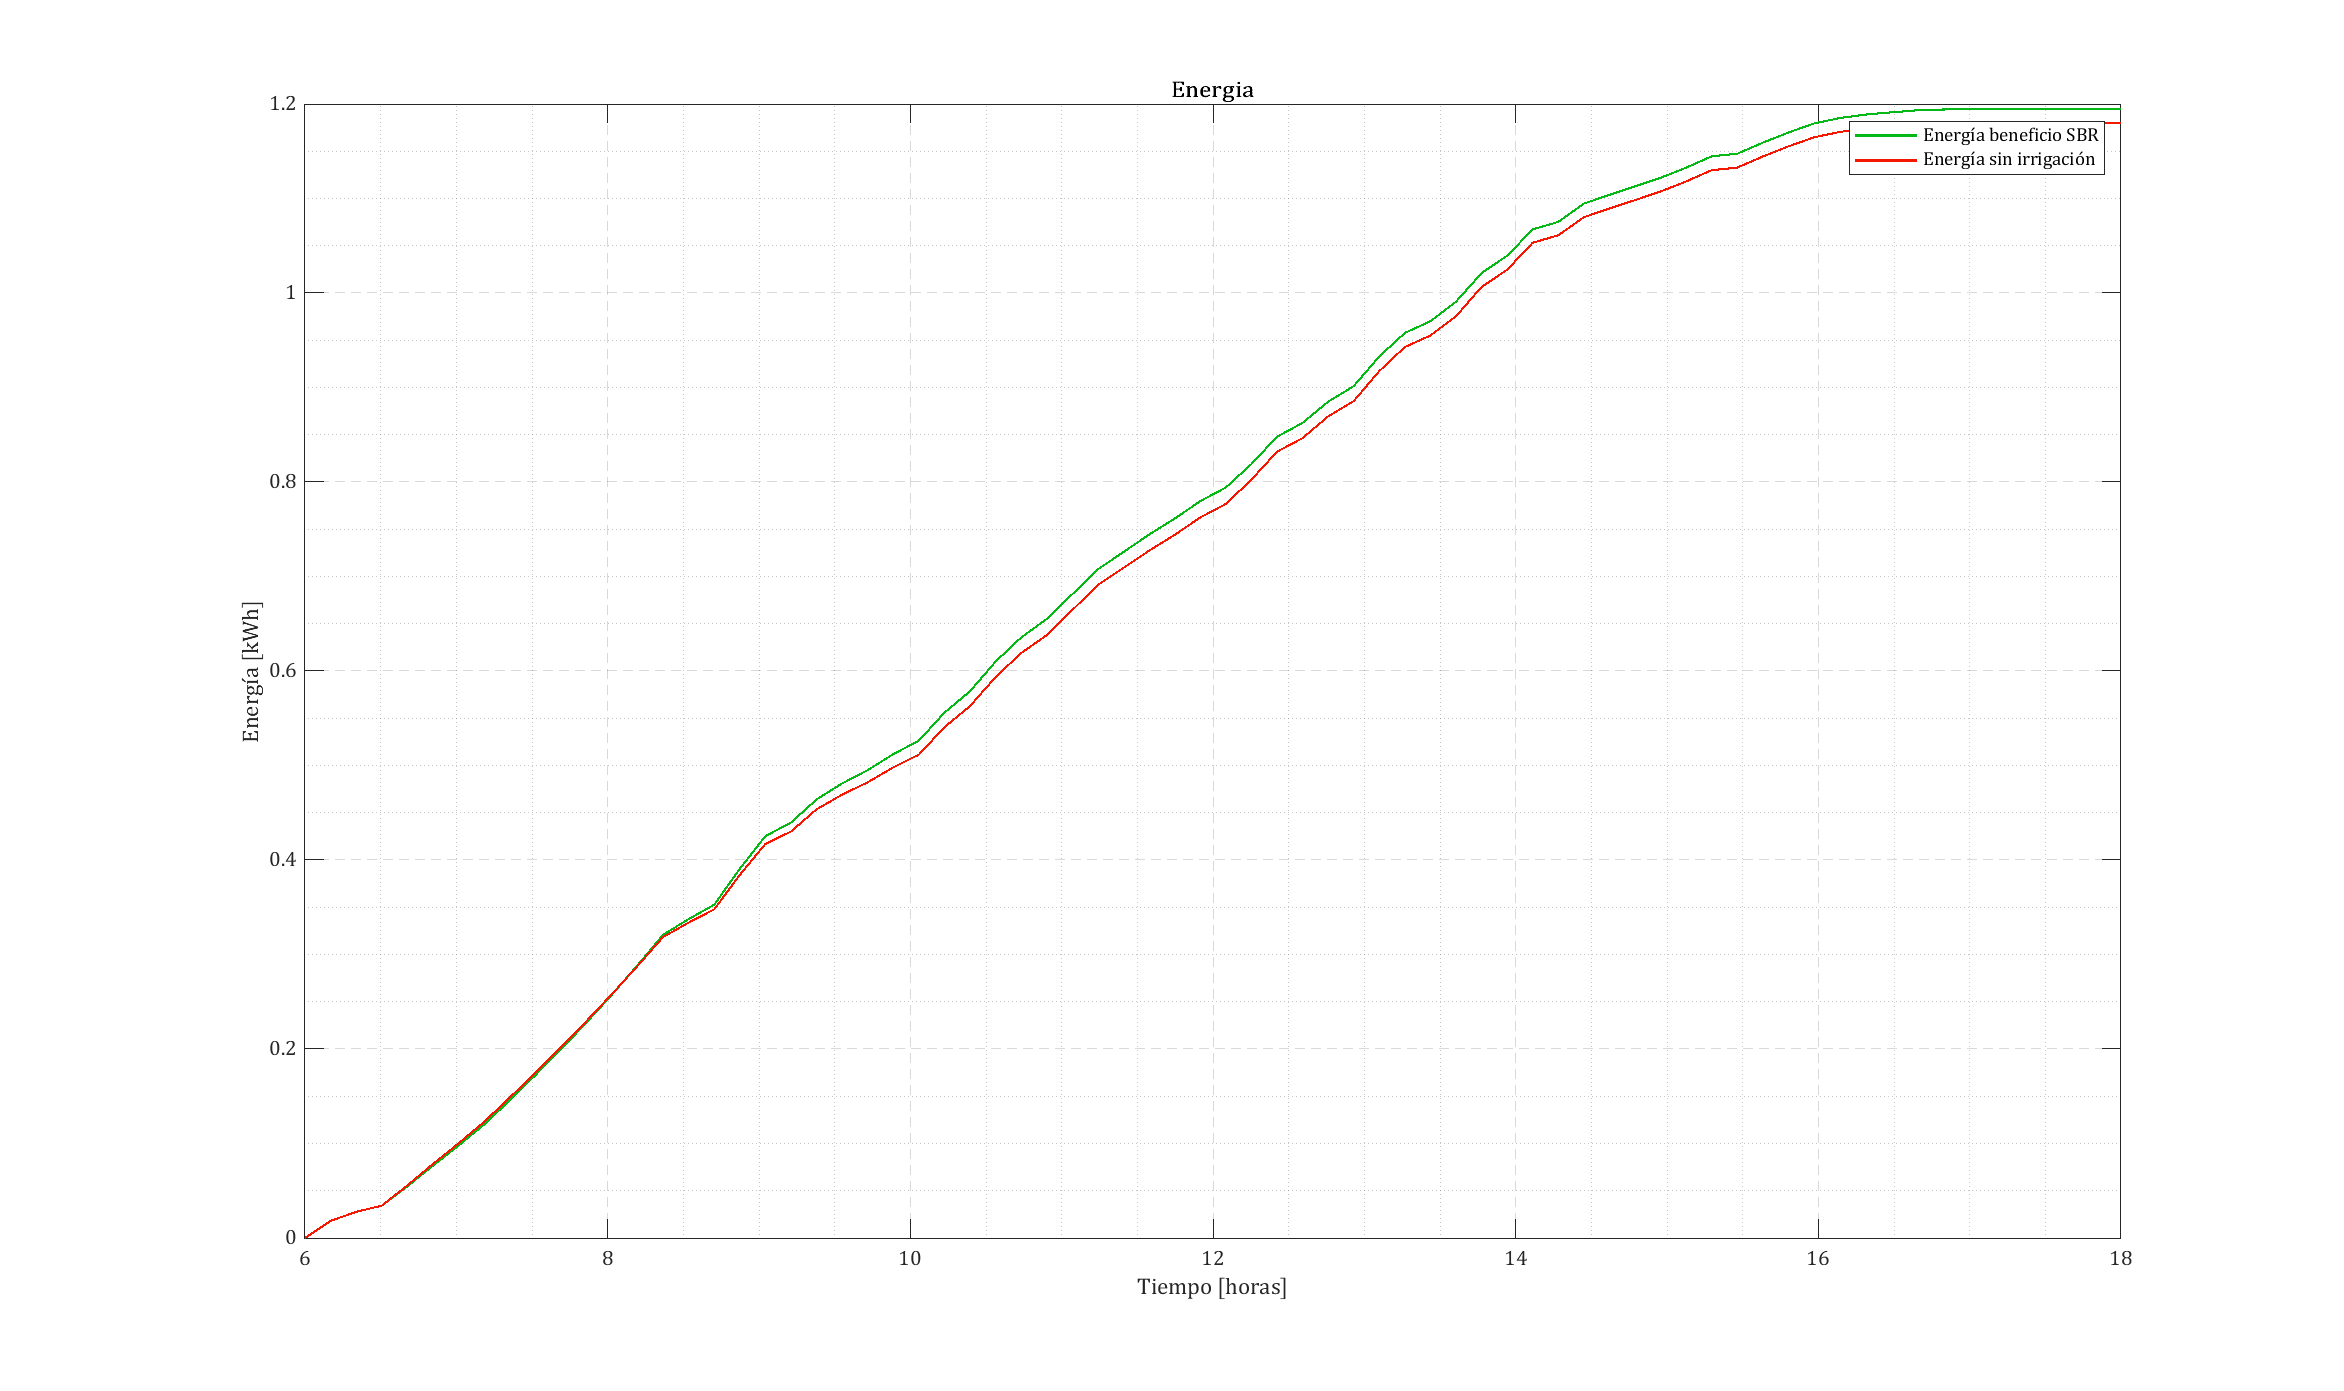 Energia
1.2
1
0.8
0.6
0.4
0.2
0
Energía [kWh]
Energía beneficio SBR
Energía sin irrigación
6 8 10 12 14 16 18
Tiempo [horas]